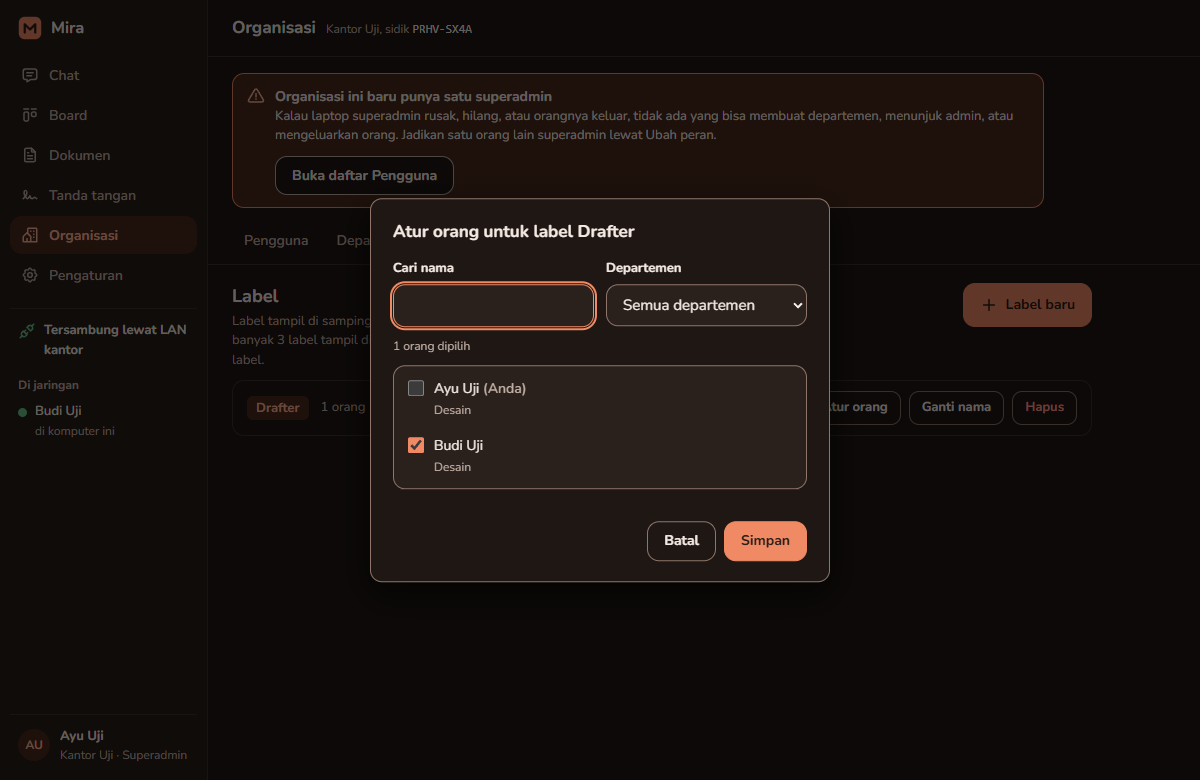 Mira
Chat
Board
Dokumen
Tanda tangan
Organisasi
Pengaturan
Tersambung lewat LAN
kantor
Di jaringan
Budi Uji
di komputer ini
AU
Ayu Uji
Kantor Uji · Superadmin
Organisasi Kantor Uji, sidik PRHV-SX4A
Organisasi ini baru punya satu superadmin
Kalau laptop superadmin rusak, hilang, atau orangnya keluar, tidak ada yang bisa membuat departemen, menunjuk admin, atau
mengeluarkan orang. Jadikan satu orang lain superadmin lewat Ubah peran.
Buka daftar Pengguna
Pengguna
Label
Label tampil di samping
banyak 3 label tampil
label.
Label baru
Drafter 1 orang
orang
Ganti nama
Hapus
Atur orang untuk label Drafter
Cari nama
Departemen
Semua departemen
1 orang dipilih
Ayu Uji (Anda)
Desain
Budi Uji
Desain
Batal
Simpan